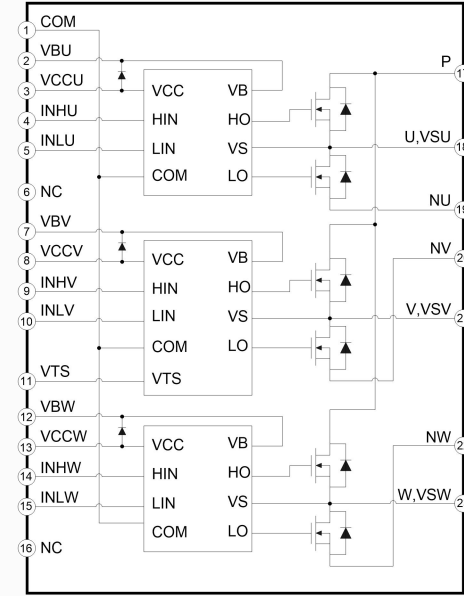 1 COM
2 VBU
3 VCCU
4 INHU
5 INLU
6 NC
7 VBV
8 VCCV
9 INHV
10 INLV
11 VTS
12 VBW
13 VCCW
14 INHW
15 INLW
16 NC
VCC VB
HIN HO
LIN VS
COM LO
VCC VB
HIN HO
LIN VS
COM LO
VTS
VCC VB
HIN HO
LIN VS
COM LO
P
U,VSU 18
NU
NV
V,VSV
NW
W,VSW